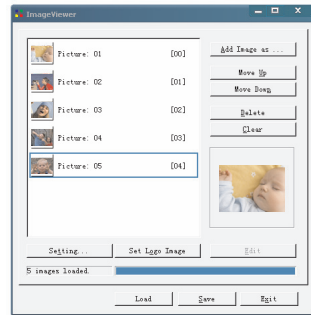 ImageViewer
Picture: 01 [00]
Picture: 02 [01]
Picture: 03 [02]
Picture: 04 [03]
Picture: 05 [04]
Add Image as ...
Move Up
Move Down
Delete
Clear
Setting...
Set Logo Image
Edit
5 images loaded.
Load
Save
Exit